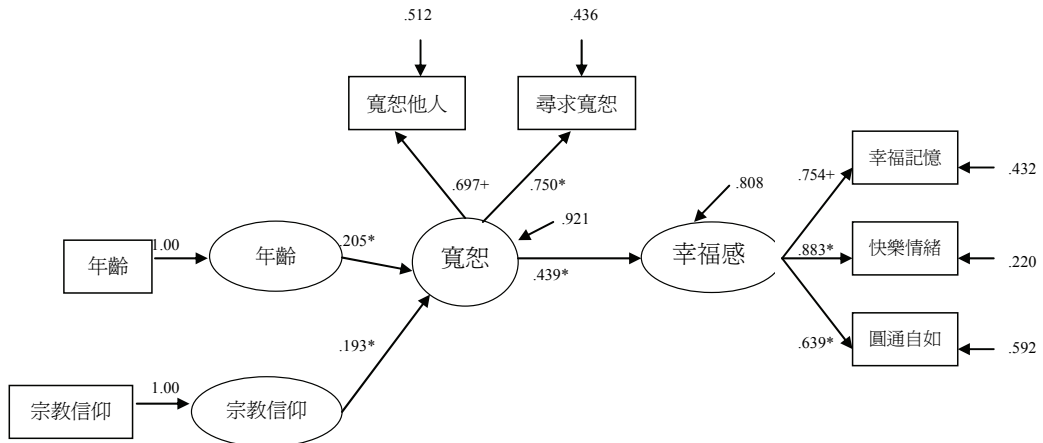 .512
.436
寬恕他人
尋求寬恕
幸福記憶
.697+
.750*
.754+
.432
.808
.921
1.00
.205*
年齡
年齡
寬恕
.439*
幸福感
.883*
快樂情緒
.220
.193*
.639*
圓通自如
.592
1.00
宗教信仰
宗教信仰